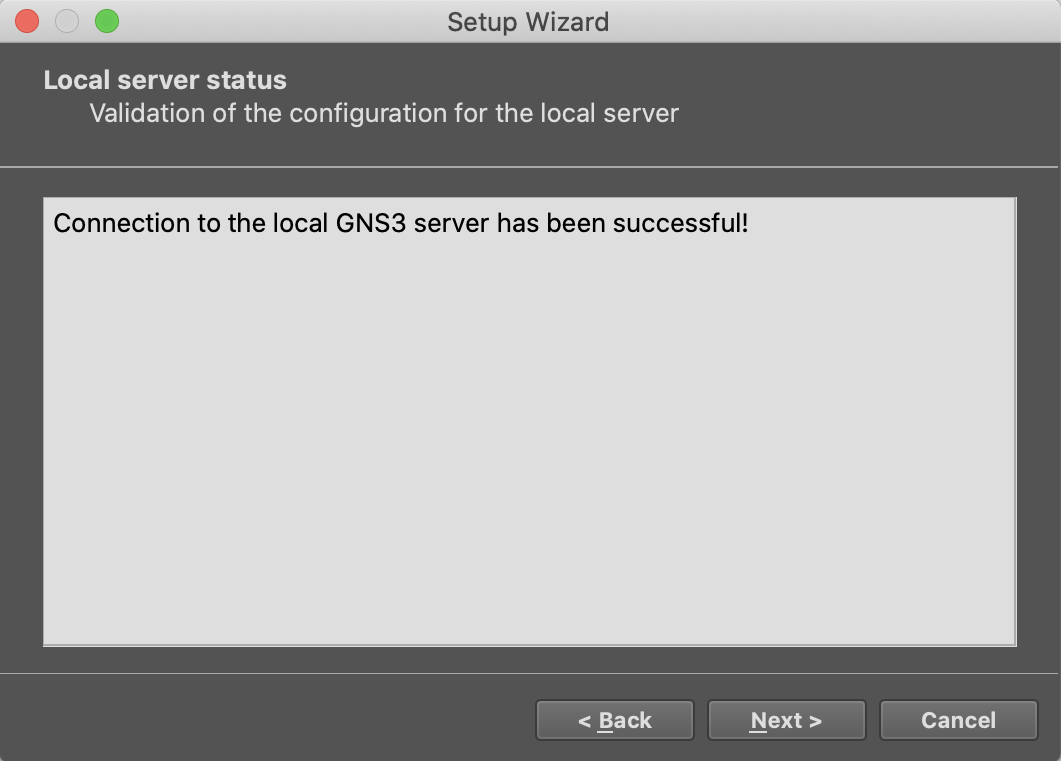 Setup Wizard
Local server status
Validation of the configuration for the local server
Connection to the local GNS3 server has been successful!
< Back
Next >
Cancel